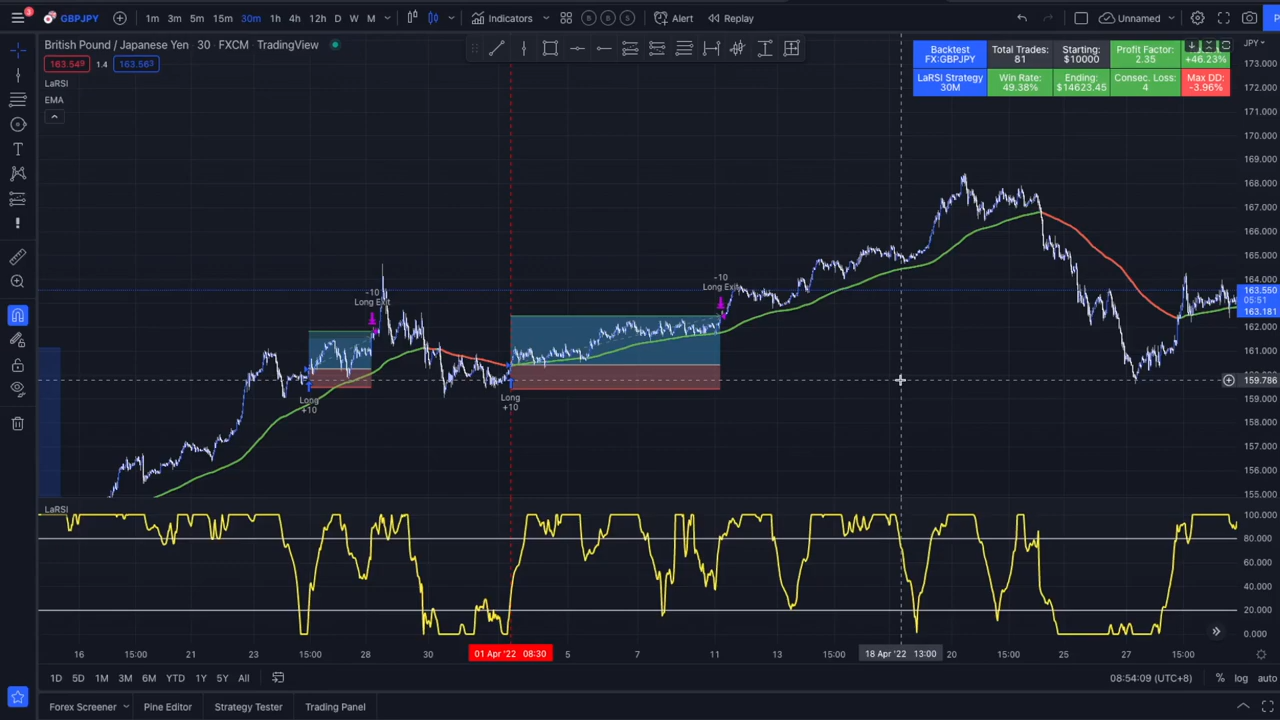 GBPJPY 1m 3m 5m 15m 30m 1h 4h 12h D W M Indicators B R S Alert Replay Unnamed P
British Pound / Japanese Yen · 30 · FXCM · TradingView
163.549 1.4 163.563
LaRSI
EMA
JPY
Backtest
FX:GBPJPY
Total Trades:
81
Starting:
$10000
Profit Factor:
2.35
+46.23%
LaRSI Strategy
30M
Win Rate:
49.38%
Ending:
$14623.45
Consec. Loss:
4
Max DD:
-3.96%
173.000
172.000
171.000
170.000
169.000
168.000
167.000
166.000
165.000
164.000
163.550
05:51
163.181
162.000
161.000
159.786
159.000
158.000
157.000
156.000
155.000
-10
Long Exit
-10
Long Exit
Long
+10
Long
+10
LaRSI
100.000
80.000
60.000
40.000
20.000
0.000
16 15:00 21 23 15:00 28 30 01 Apr '22 08:30 5 7 11 13 15:00 18 Apr '22 13:00 20 15:00 25 27 15:00
1D 5D 1M 3M 6M YTD 1Y 5Y All 08:54:09 (UTC+8) % log auto
Forex Screener Pine Editor Strategy Tester Trading Panel